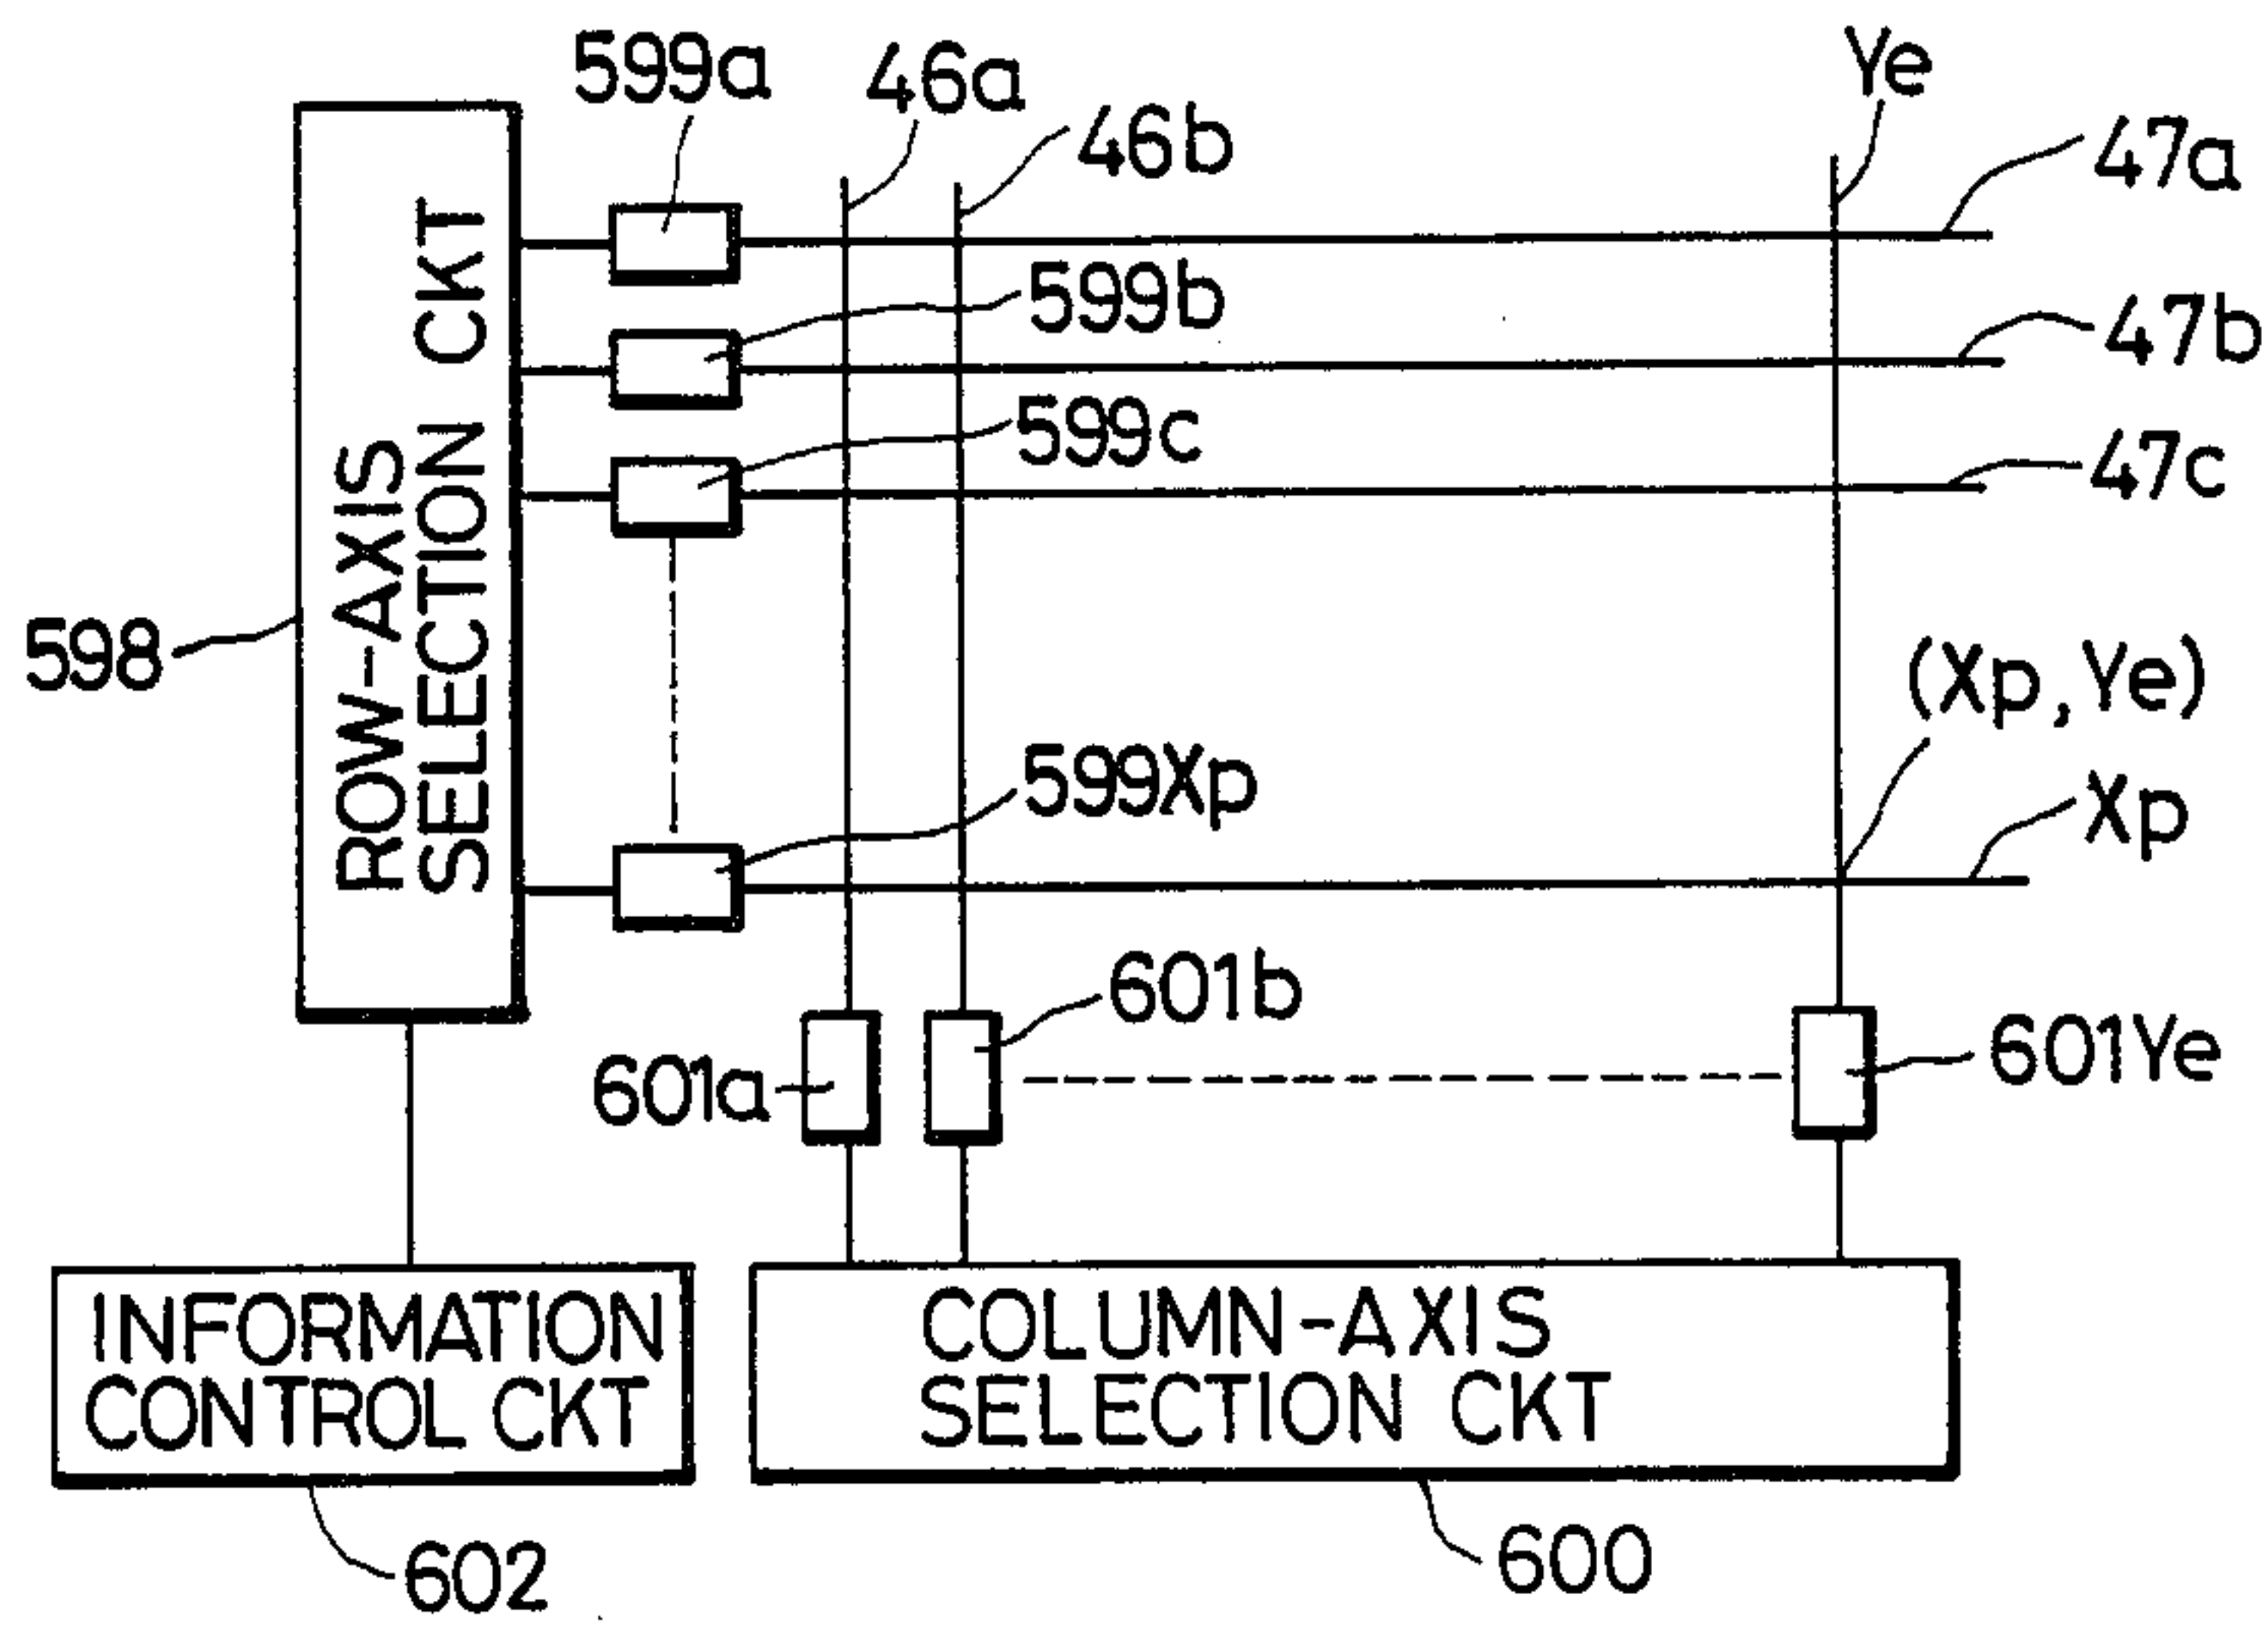 599a
46a
46b
Ye
47a
599b
47b
599c
47c
ROW-AXIS
SELECTION CKT
598
(Xp,Ye)
599Xp
Xp
601b
601a
601Ye
INFORMATION
CONTROL CKT
COLUMN-AXIS
SELECTION CKT
602
600